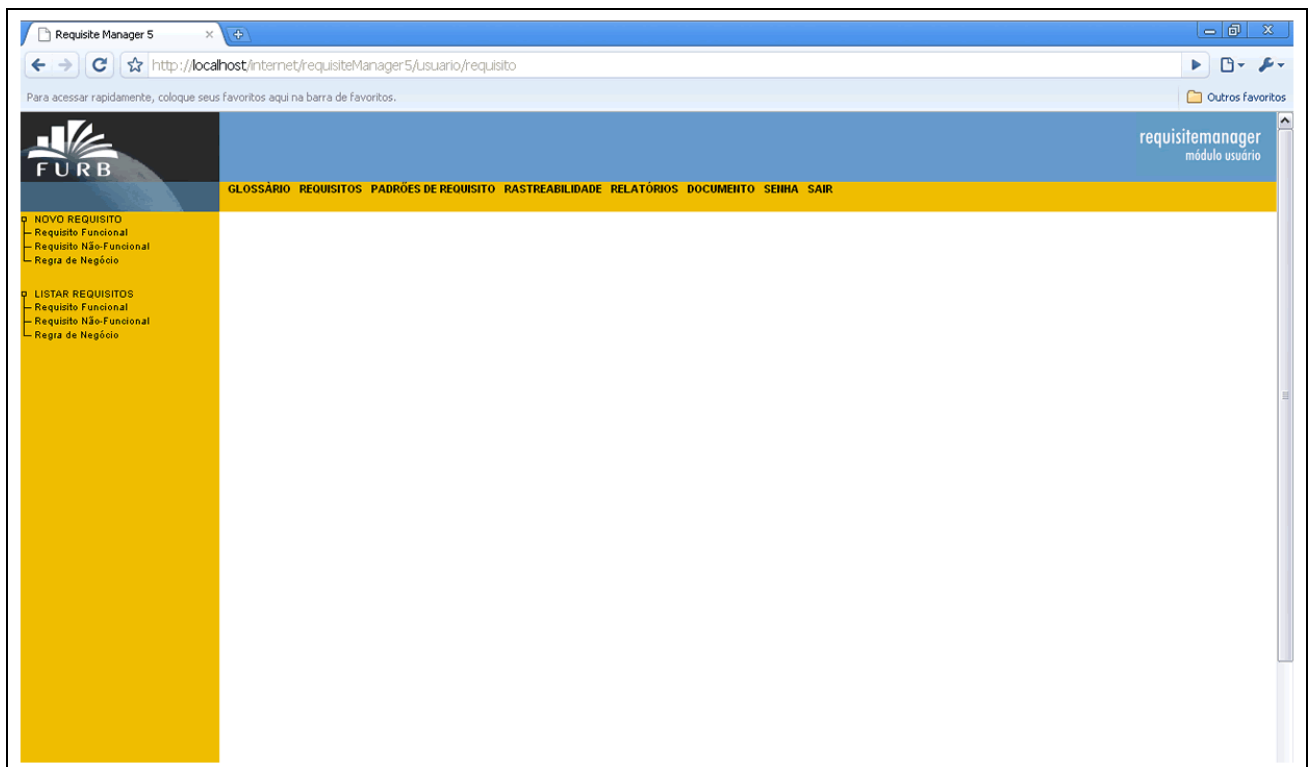 Requisite Manager 5
http://localhost/internet/requisiteManager5/usuario/requisito
Para acessar rapidamente, coloque seus favoritos aqui na barra de favoritos.
Outros favoritos
FURB
requisitemanager
módulo usuário
GLOSSÁRIO REQUISITOS PADRÕES DE REQUISITO RASTREABILIDADE RELATÓRIOS DOCUMENTO SENHA SAIR
NOVO REQUISITO
Requisito Funcional
Requisito Não-Funcional
Regra de Negócio
LISTAR REQUISITOS
Requisito Funcional
Requisito Não-Funcional
Regra de Negócio